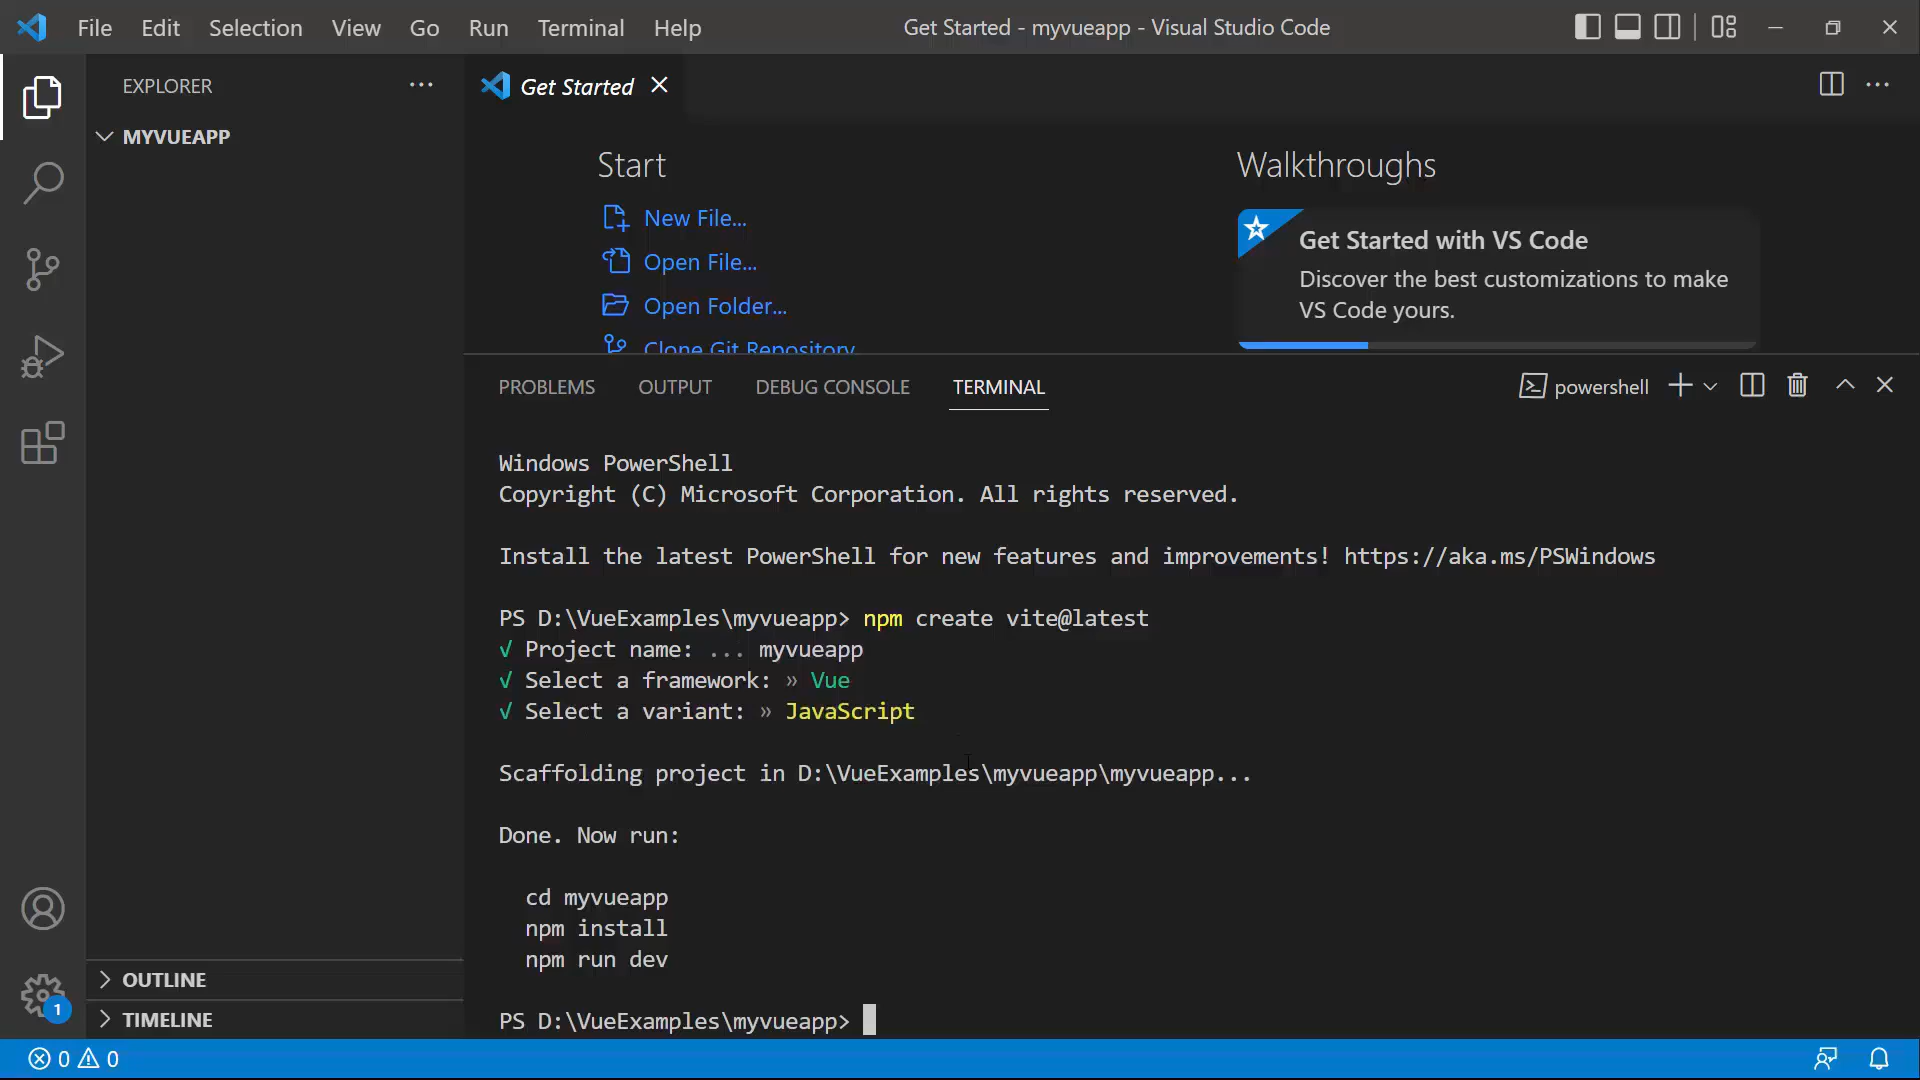 File Edit Selection View Go Run Terminal Help Get Started - myvueapp - Visual Studio Code
EXPLORER
MYVUEAPP
OUTLINE
TIMELINE
Get Started
Start
New File...
Open File...
Open Folder...
Clone Git Repository
Walkthroughs
Get Started with VS Code
Discover the best customizations to make
VS Code yours.
PROBLEMS OUTPUT DEBUG CONSOLE TERMINAL powershell
Windows PowerShell
Copyright (C) Microsoft Corporation. All rights reserved.
Install the latest PowerShell for new features and improvements! https://aka.ms/PSWindows
PS D:\VueExamples\myvueapp> npm create vite@latest
√ Project name: ... myvueapp
√ Select a framework: » Vue
√ Select a variant: » JavaScript
Scaffolding project in D:\VueExamples\myvueapp\myvueapp...
Done. Now run:
cd myvueapp
npm install
npm run dev
PS D:\VueExamples\myvueapp>
1
0 0